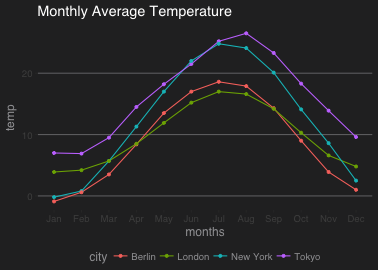 Monthly Average Temperature
20
10
0
temp
Jan Feb Mar Apr May Jun Jul Aug Sep Oct Nov Dec
months
city Berlin London New York Tokyo